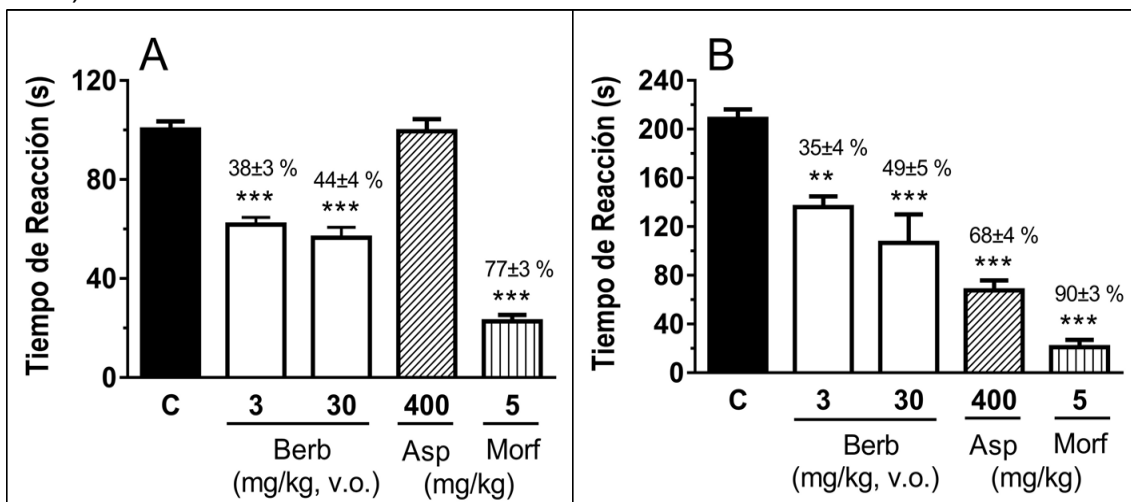 A
Tiempo de Reacción (s)
120
80
40
0
38±3 %
***
44±4 %
***
77±3 %
***
C 3 30 400 5
Berb Asp Morf
(mg/kg, v.o.) (mg/kg)
B
Tiempo de Reacción (s)
240
200
160
120
80
40
0
35±4 %
**
49±5 %
***
68±4 %
***
90±3 %
***
C 3 30 400 5
Berb Asp Morf
(mg/kg, v.o.) (mg/kg)